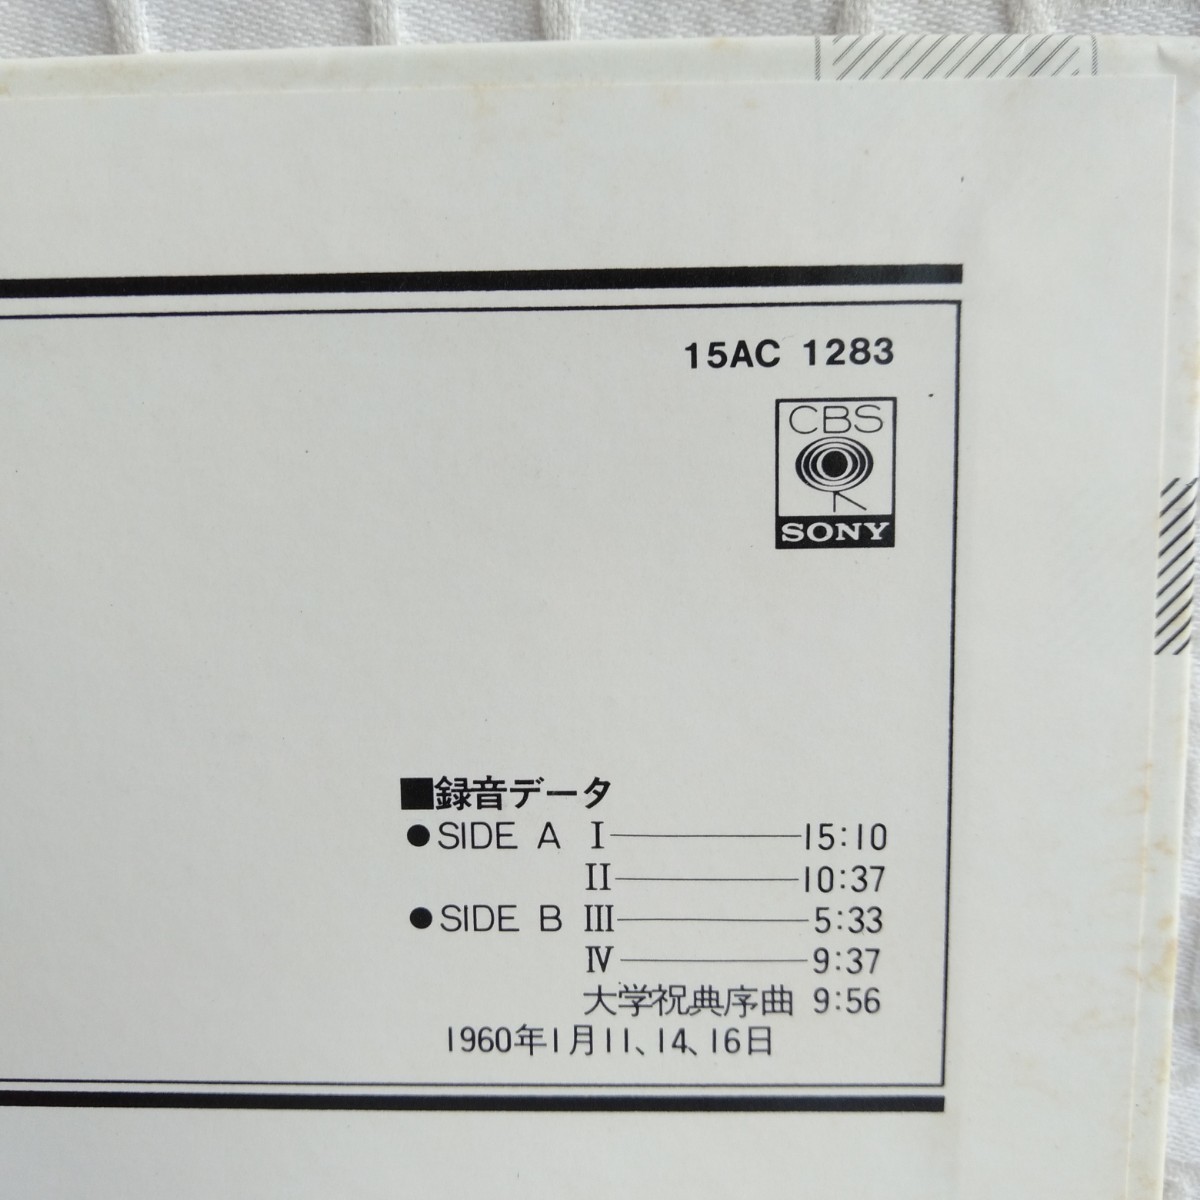 15AC 1283
CBS
SONY
■録音データ
●SIDE A I 15:10
II 10:37
●SIDE B III 5:33
IV 9:37
大学祝典序曲 9:56
1960年1月11、14、16日